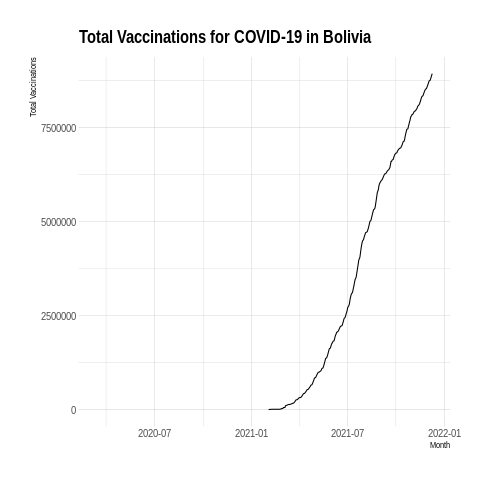 Total Vaccinations for COVID-19 in Bolivia
Total Vaccinations
7500000
5000000
2500000
0
2020-07 2021-01 2021-07 2022-01
Month